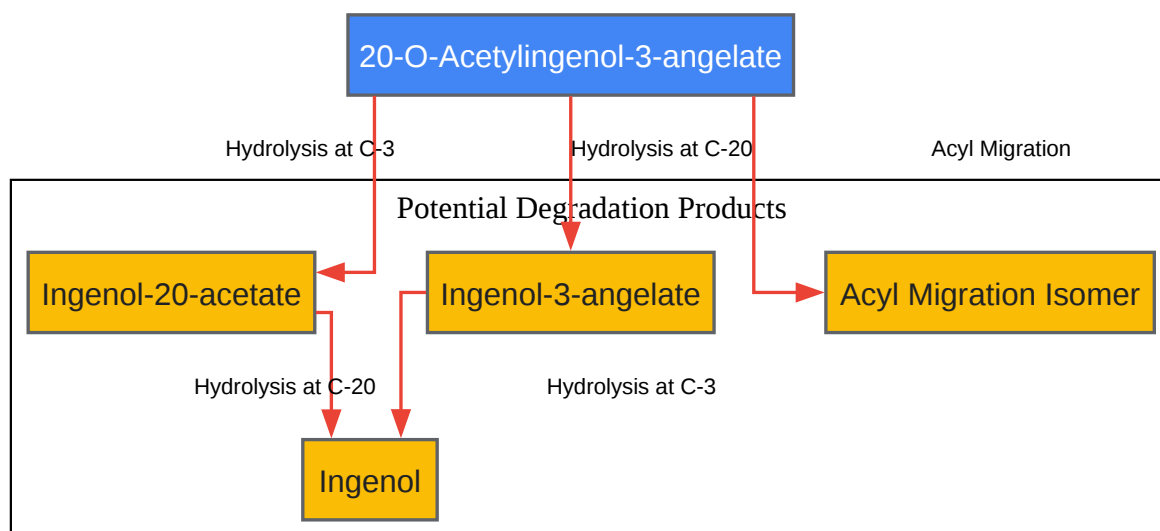 20-O-Acetylingenol-3-angelate
Hydrolysis at C-3
Hydrolysis at C-20
Acyl Migration
Potential Degradation Products
Ingenol-20-acetate
Ingenol-3-angelate
Acyl Migration Isomer
Hydrolysis at C-20
Hydrolysis at C-3
Ingenol